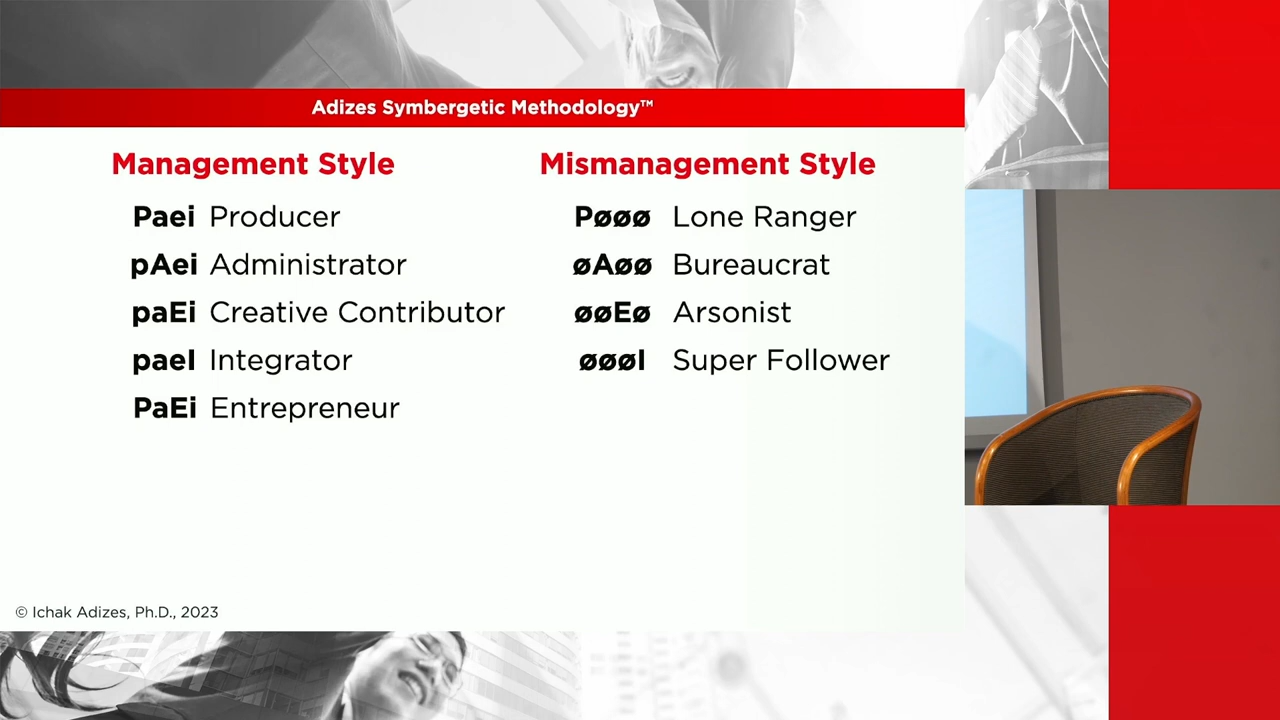 Adizes Symbergetic Methodology™
Management Style
Paei Producer
pAei Administrator
paEi Creative Contributor
paeI Integrator
PaEi Entrepreneur
Mismanagement Style
Pøøø Lone Ranger
øAøø Bureaucrat
øøEø Arsonist
øøøI Super Follower
© Ichak Adizes, Ph.D., 2023